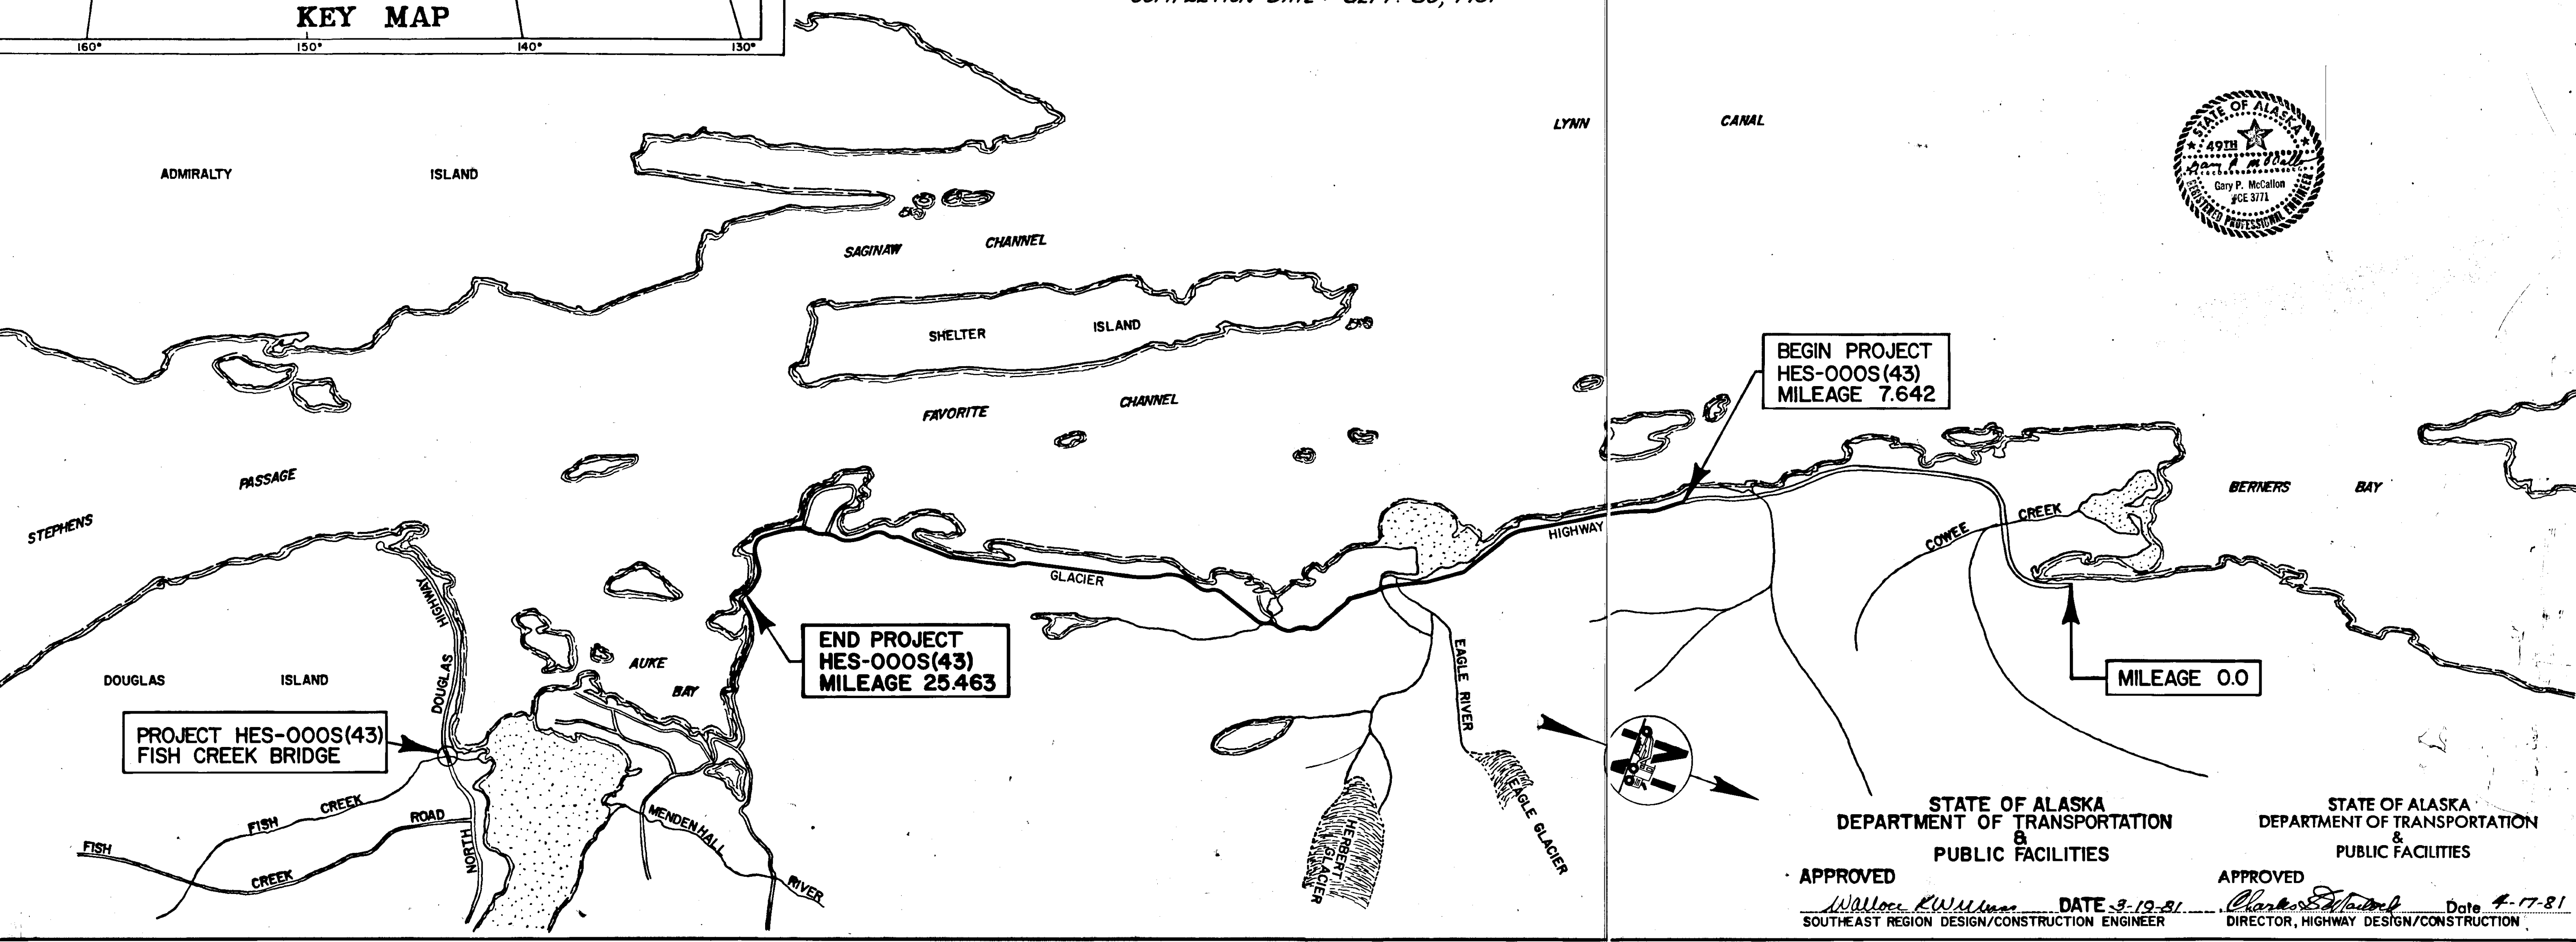 KEY MAP
160° 150° 140° 130°
LYNN CANAL
STATE OF ALASKA
49TH
Gary P. McCallon
CE 3771
REGISTERED PROFESSIONAL ENGINEER
ADMIRALTY ISLAND
SAGINAW CHANNEL
SHELTER ISLAND
FAVORITE CHANNEL
BEGIN PROJECT
HES-000S(43)
MILEAGE 7.642
STEPHENS PASSAGE
BERNERS BAY
COWEE CREEK
GLACIER HIGHWAY
END PROJECT
HES-000S(43)
MILEAGE 25.463
AUKE BAY
DOUGLAS ISLAND
NORTH DOUGLAS HIGHWAY
MILEAGE 0.0
PROJECT HES-000S(43)
FISH CREEK BRIDGE
FISH CREEK
FISH CREEK ROAD
MENDENHALL RIVER
EAGLE RIVER
EAGLE GLACIER
HERBERT GLACIER
STATE OF ALASKA
DEPARTMENT OF TRANSPORTATION
&
PUBLIC FACILITIES
APPROVED
DATE 3-19-81
SOUTHEAST REGION DESIGN/CONSTRUCTION ENGINEER
STATE OF ALASKA
DEPARTMENT OF TRANSPORTATION
&
PUBLIC FACILITIES
APPROVED
Date 4-17-81
DIRECTOR, HIGHWAY DESIGN/CONSTRUCTION